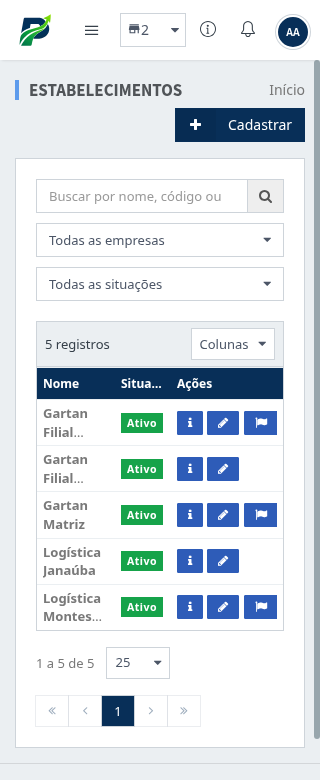 2
AA
ESTABELECIMENTOS
Início
Cadastrar
Buscar por nome, código ou
Todas as empresas
Todas as situações
5 registros
Colunas
Nome Situa... Ações
Gartan
Filial...
Ativo
Gartan
Filial...
Ativo
Gartan
Matriz
Ativo
Logística
Janaúba
Ativo
Logística
Montes...
Ativo
1 a 5 de 5
25
« ‹ 1 › »